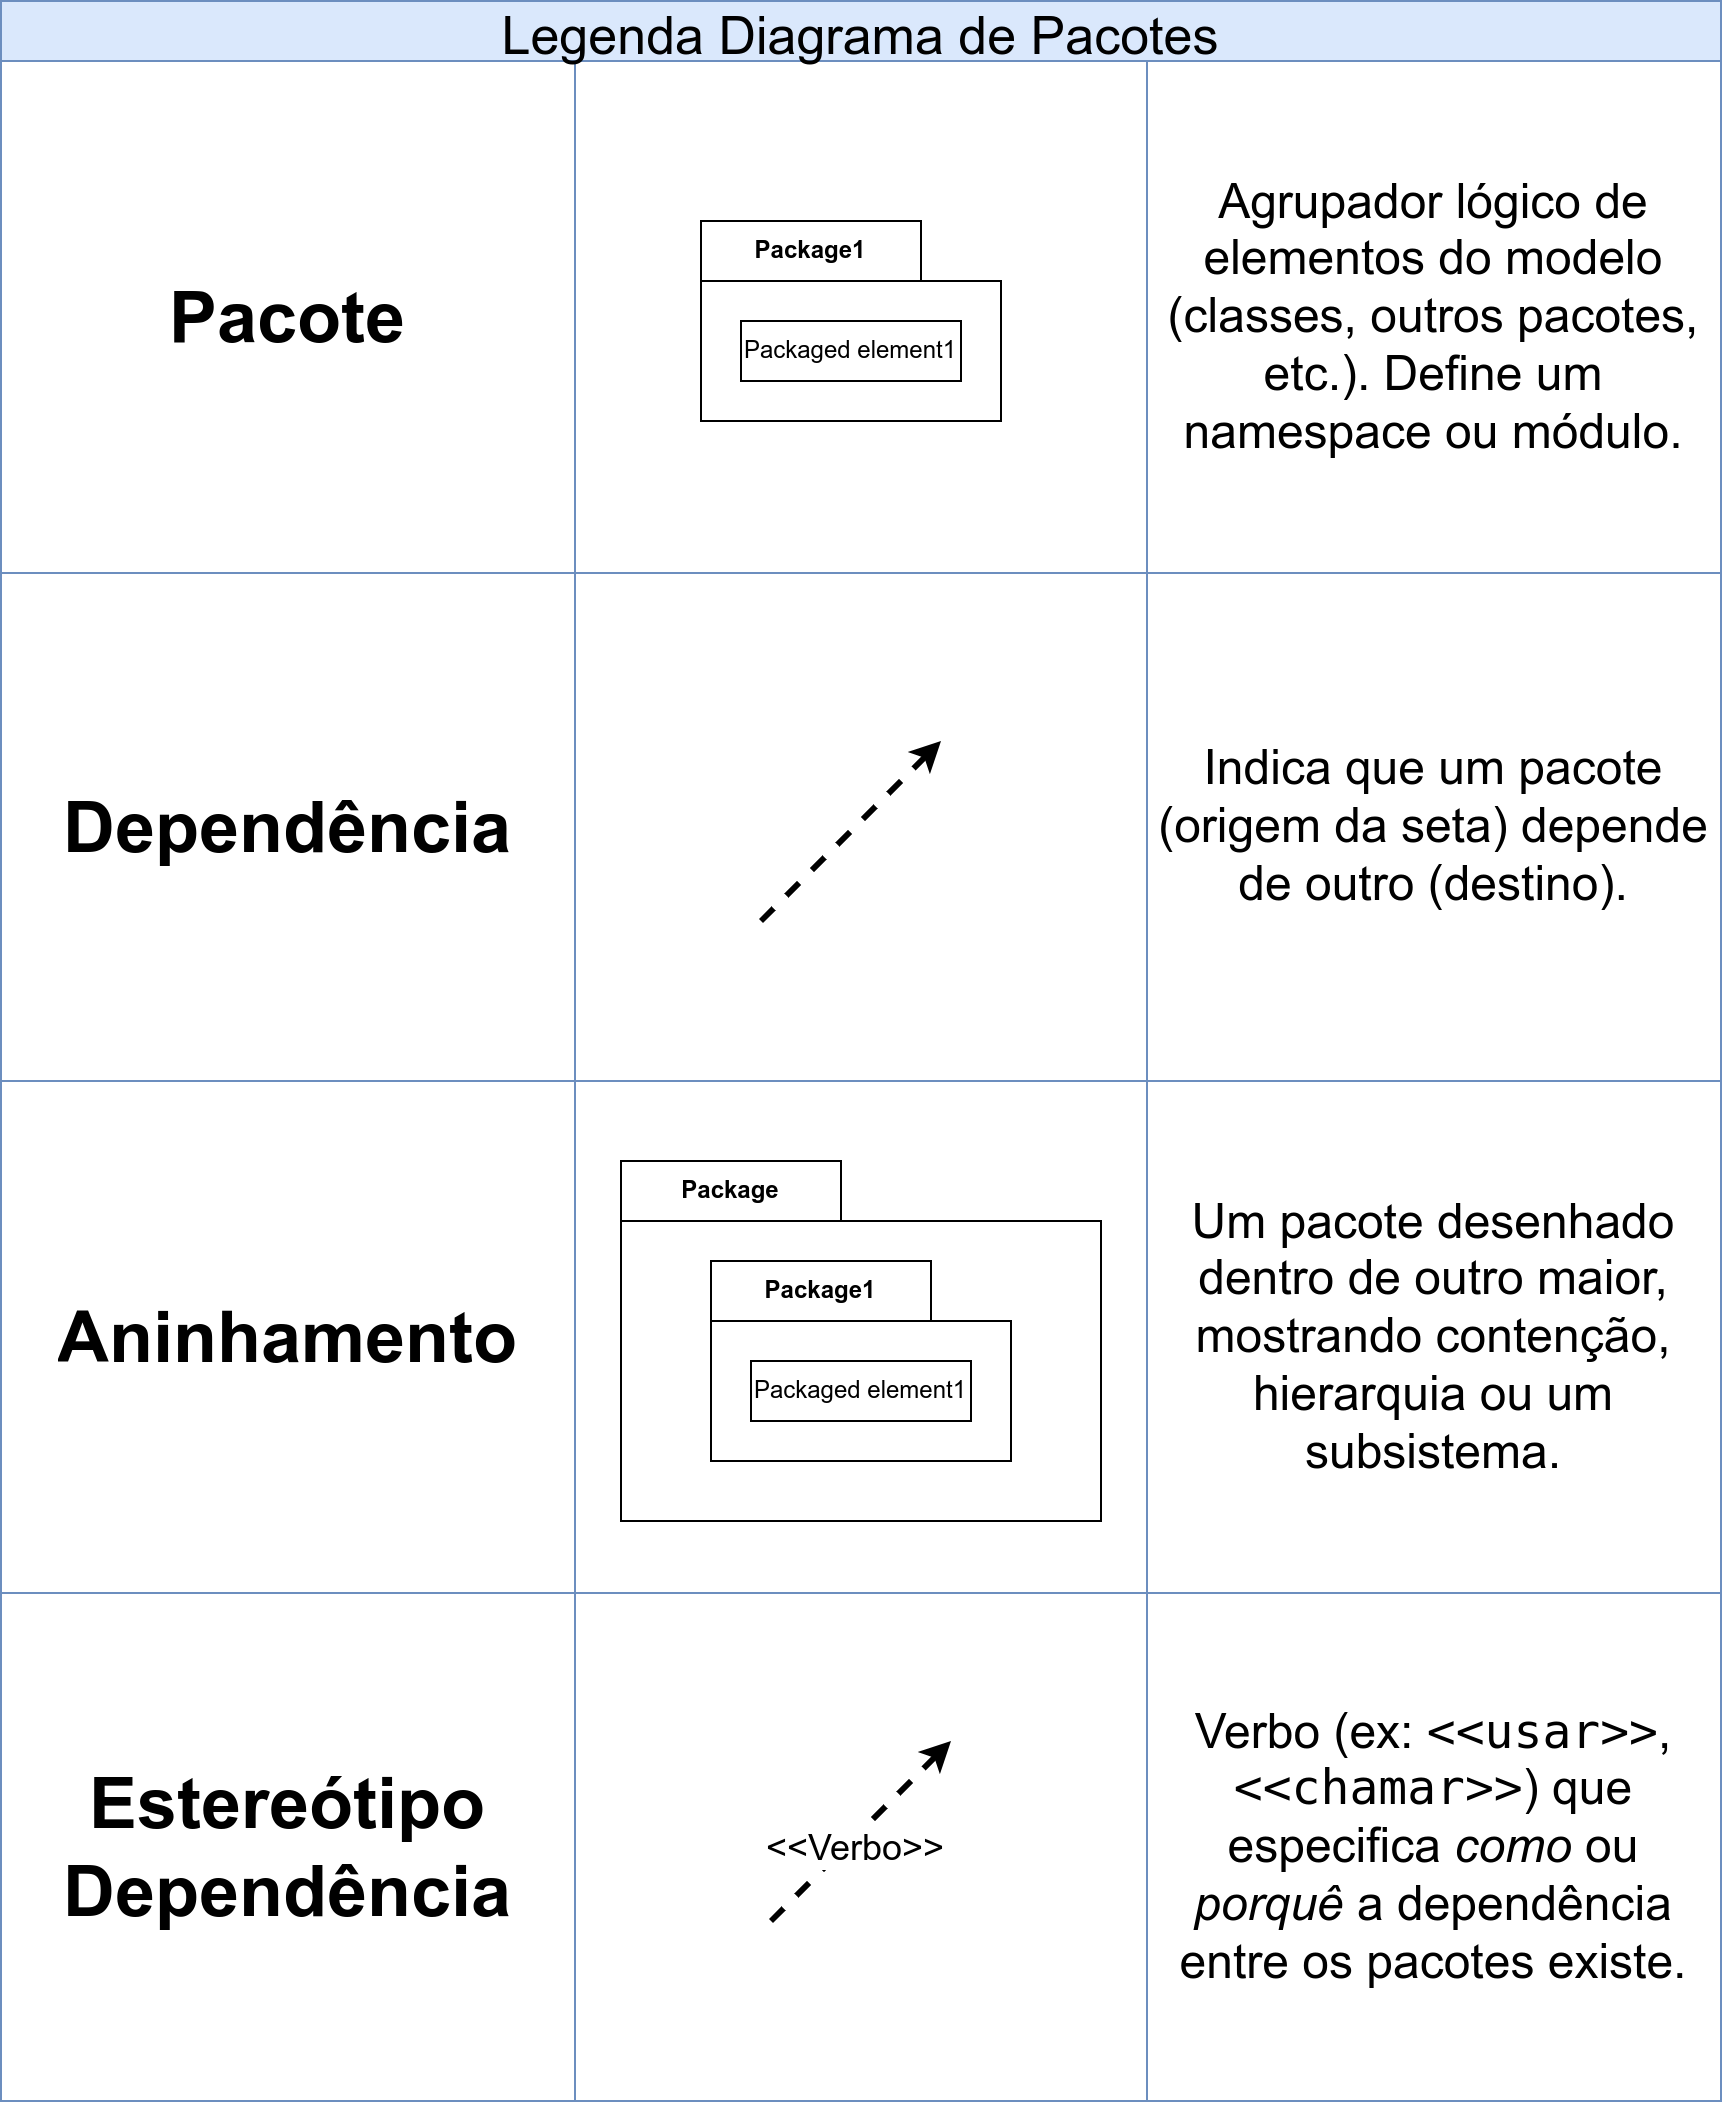 Legenda Diagrama de Pacotes
Pacote
Package1
Packaged element1
Agrupador lógico de
elementos do modelo
(classes, outros pacotes,
etc.). Define um
namespace ou módulo.
Dependência
Indica que um pacote
(origem da seta) depende
de outro (destino).
Aninhamento
Package
Package1
Packaged element1
Um pacote desenhado
dentro de outro maior,
mostrando contenção,
hierarquia ou um
subsistema.
Estereótipo
Dependência
<<Verbo>>
Verbo (ex: <<usar>>,
<<chamar>>) que
especifica como ou
porquê a dependência
entre os pacotes existe.